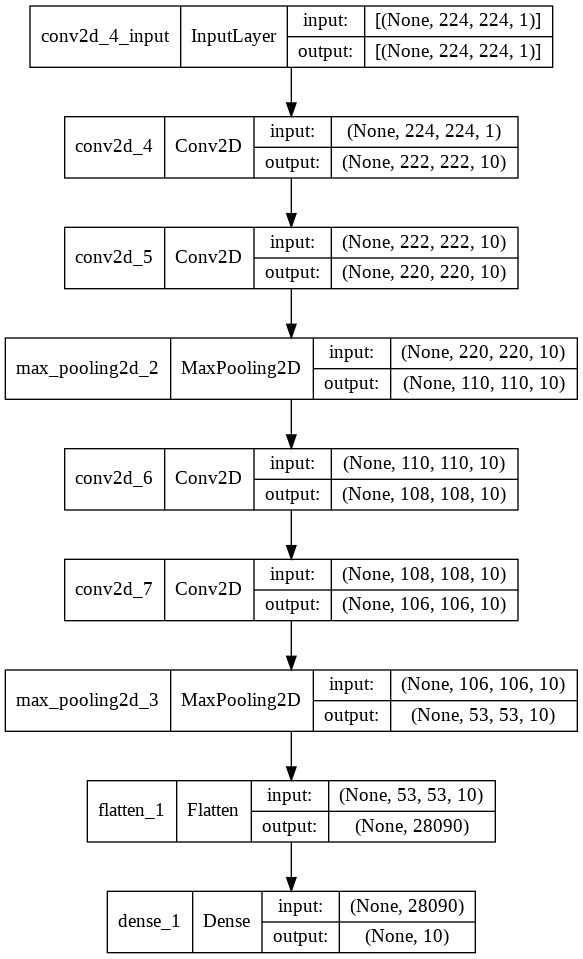 conv2d_4_input InputLayer input: [(None, 224, 224, 1)]
output: [(None, 224, 224, 1)]
conv2d_4 Conv2D input: (None, 224, 224, 1)
output: (None, 222, 222, 10)
conv2d_5 Conv2D input: (None, 222, 222, 10)
output: (None, 220, 220, 10)
max_pooling2d_2 MaxPooling2D input: (None, 220, 220, 10)
output: (None, 110, 110, 10)
conv2d_6 Conv2D input: (None, 110, 110, 10)
output: (None, 108, 108, 10)
conv2d_7 Conv2D input: (None, 108, 108, 10)
output: (None, 106, 106, 10)
max_pooling2d_3 MaxPooling2D input: (None, 106, 106, 10)
output: (None, 53, 53, 10)
flatten_1 Flatten input: (None, 53, 53, 10)
output: (None, 28090)
dense_1 Dense input: (None, 28090)
output: (None, 10)